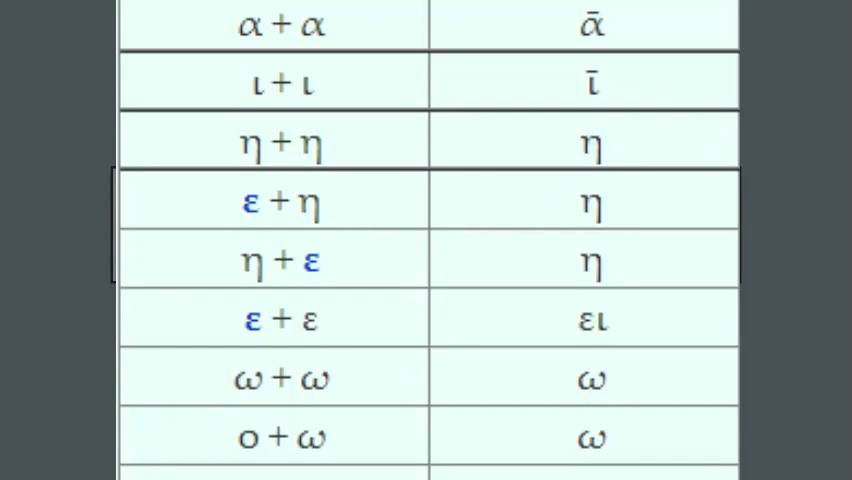 α + α ᾱ
ι + ι ῑ
η + η η
ε + η η
η + ε η
ε + ε ει
ω + ω ω
ο + ω ω